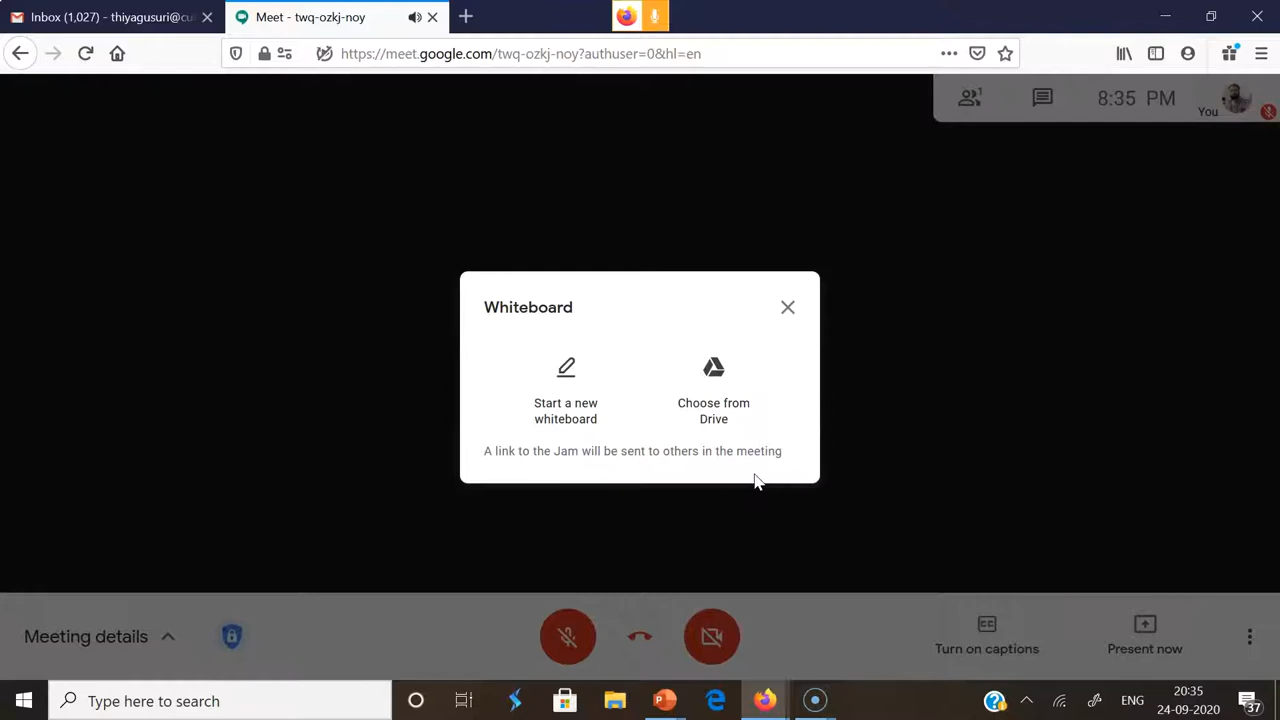 Inbox (1,027) - thiyagusuri@cu
Meet - twq-ozkj-noy
https://meet.google.com/twq-ozkj-noy?authuser=0&hl=en
1
8:35 PM
You
Whiteboard
Start a new
whiteboard
Choose from
Drive
A link to the Jam will be sent to others in the meeting
Meeting details
CC
Turn on captions
Present now
Type here to search
ENG
20:35
24-09-2020
37